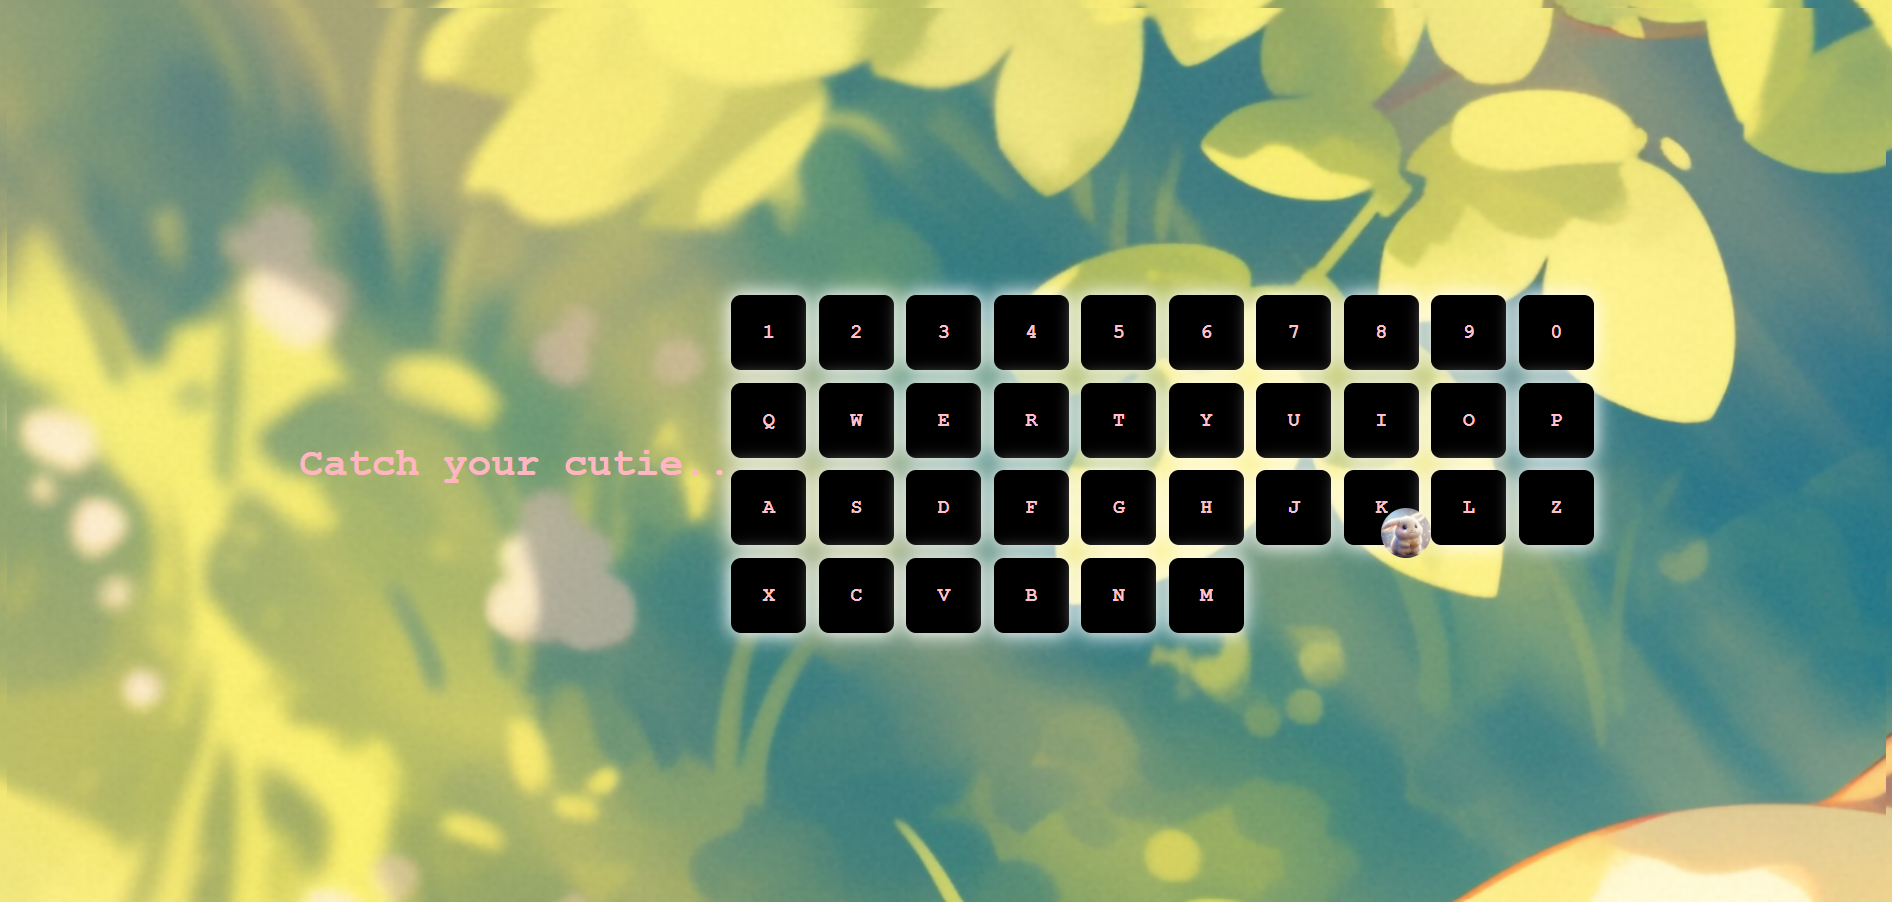 1 2 3 4 5 6 7 8 9 0
Q W E R T Y U I O P
Catch your cutie..
A S D F G H J K L Z
X C V B N M